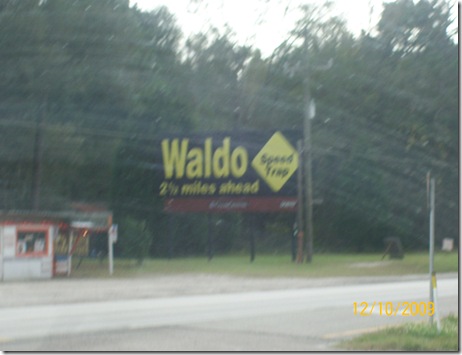 Waldo
Speed
Trap
2½ miles ahead
12/10/2009